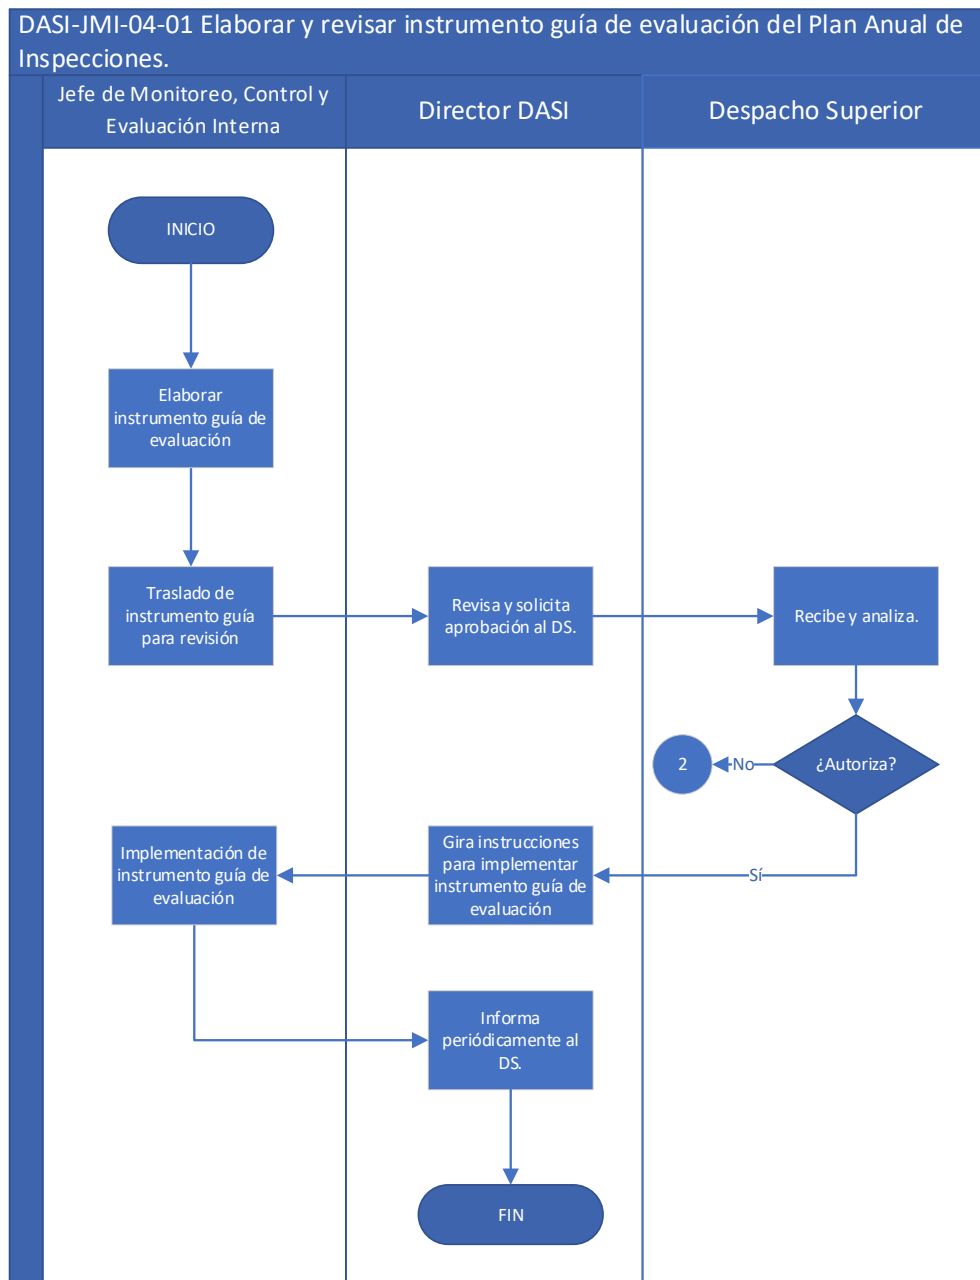 DASI-JMI-04-01 Elaborar y revisar instrumento guía de evaluación del Plan Anual de
Inspecciones.
Jefe de Monitoreo, Control y
Evaluación Interna
Director DASI
Despacho Superior
INICIO
Elaborar
instrumento guía de
evaluación
Traslado de
instrumento guía
para revisión
Revisa y solicita
aprobación al DS.
Recibe y analiza.
¿Autoriza?
No
2
Sí
Gira instrucciones
para implementar
instrumento guía de
evaluación
Implementación de
instrumento guía de
evaluación
Informa
periódicamente al
DS.
FIN